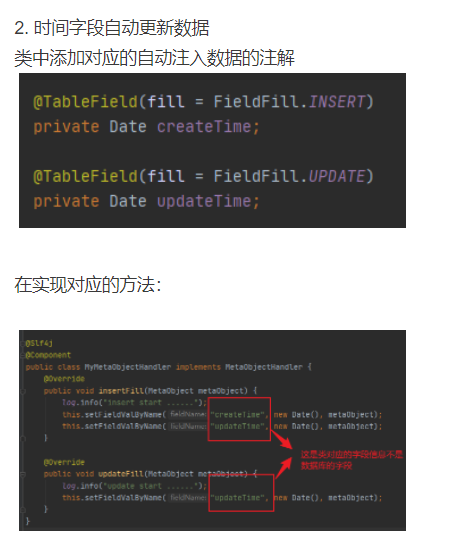 2. 时间字段自动更新数据
类中添加对应的自动注入数据的注解
@TableField(fill = FieldFill.INSERT)
private Date createTime;
@TableField(fill = FieldFill.UPDATE)
private Date updateTime;
在实现对应的方法：
@Slf4j
@Component
public class MyMetaObjectHandler implements MetaObjectHandler {
@Override
public void insertFill(MetaObject metaObject) {
log.info("insert start ......");
this.setFieldValByName( fieldName: "createTime", new Date(), metaObject);
this.setFieldValByName( fieldName: "updateTime", new Date(), metaObject);
}
@Override
public void updateFill(MetaObject metaObject) {
log.info("update start ......");
this.setFieldValByName( fieldName: "updateTime", new Date(), metaObject);
}
}
这是类对应的字段信息不是
数据库的字段